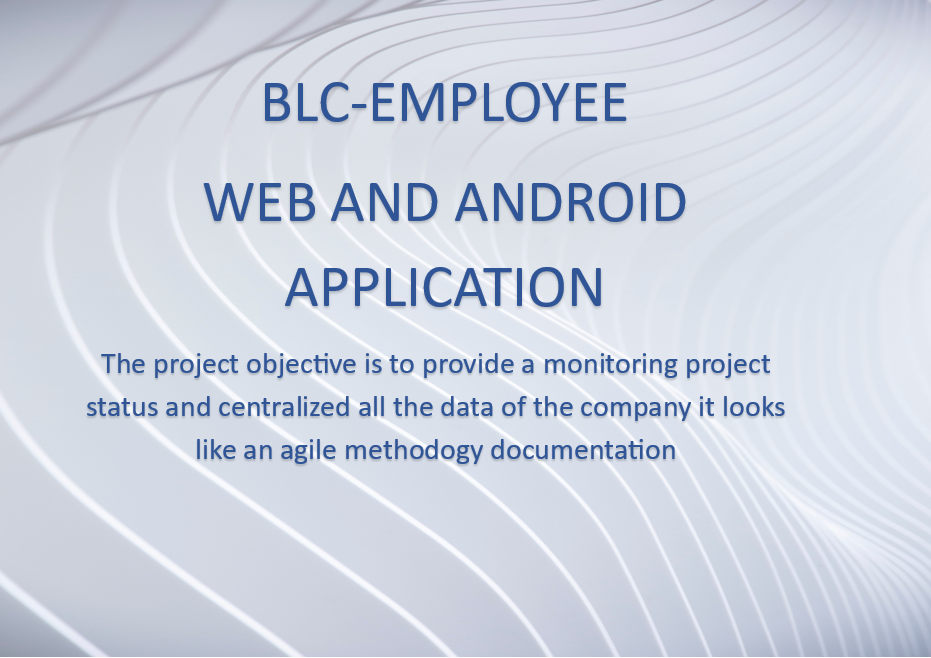 BLC-EMPLOYEE
WEB AND ANDROID
APPLICATION
The project objective is to provide a monitoring project
status and centralized all the data of the company it looks
like an agile methodogy documentation